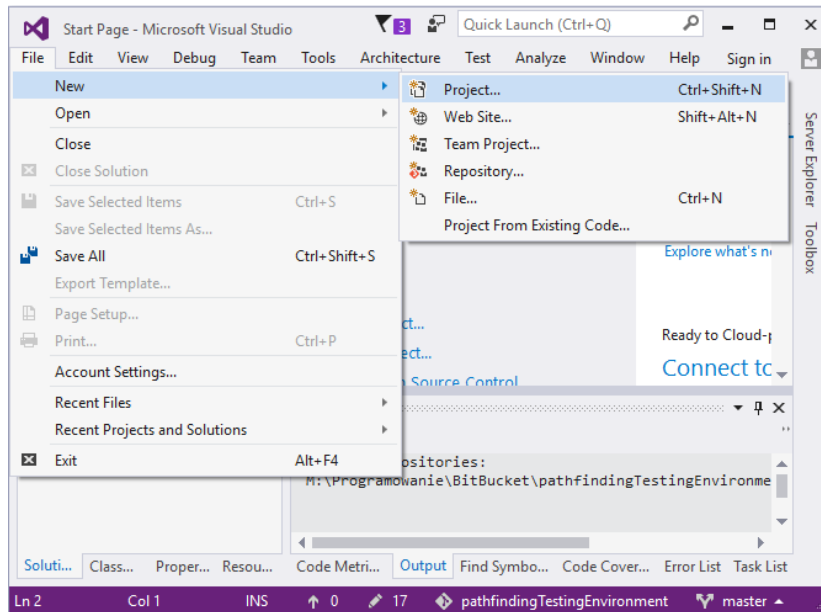 Start Page - Microsoft Visual Studio
3
Quick Launch (Ctrl+Q)
File Edit View Debug Team Tools Architecture Test Analyze Window Help Sign in
New
Open
Close
Close Solution
Save Selected Items Ctrl+S
Save Selected Items As...
Save All Ctrl+Shift+S
Export Template...
Page Setup...
Print... Ctrl+P
Account Settings...
Recent Files
Recent Projects and Solutions
Exit Alt+F4
Project... Ctrl+Shift+N
Web Site... Shift+Alt+N
Team Project...
Repository...
File... Ctrl+N
Project From Existing Code...
Server Explorer
Toolbox
Explore what's n
ct...
ect...
Source Control
Ready to Cloud-p
Connect to
ositories:
M:\Programowanie\BitBucket\pathfindingTestingEnvironme
Soluti... Class... Proper... Resou... Code Metri... Output Find Symbo... Code Cover... Error List Task List
Ln 2 Col 1 INS 0 17 pathfindingTestingEnvironment master